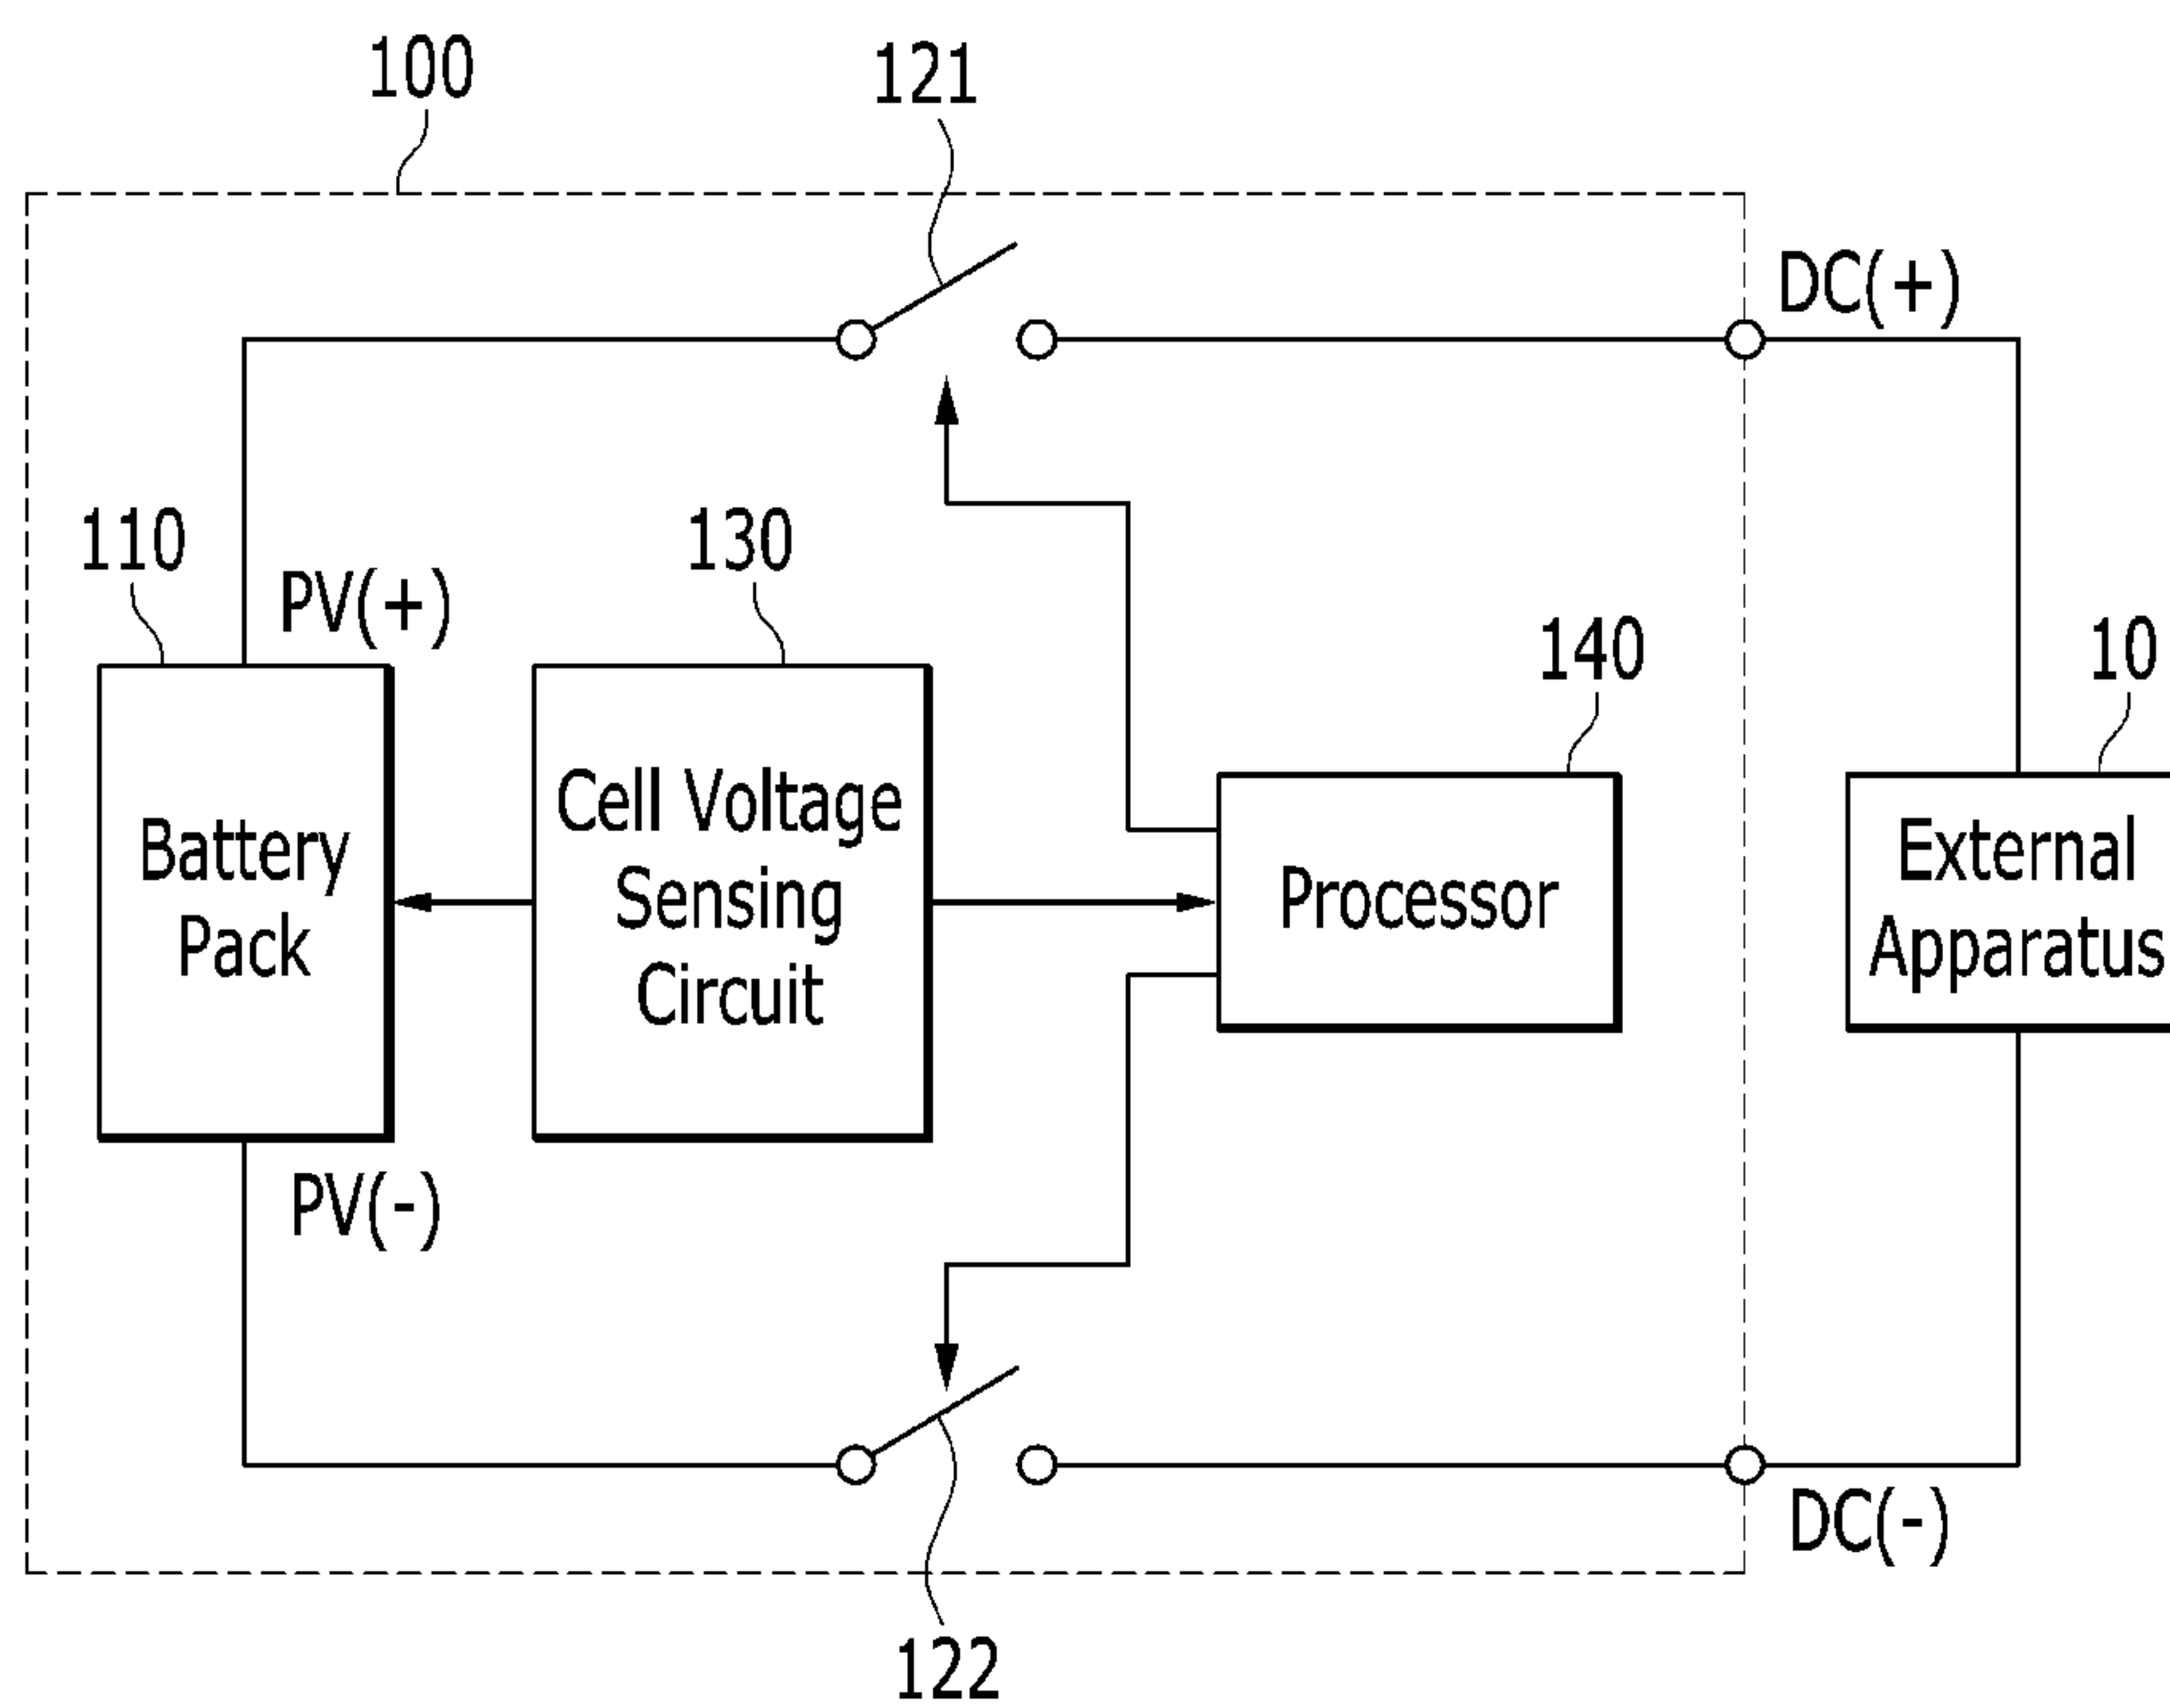 100
121
DC(+)
110
PV(+)
130
140
10
Battery
Pack
Cell Voltage
Sensing
Circuit
Processor
External
Apparatus
PV(-)
DC(-)
122